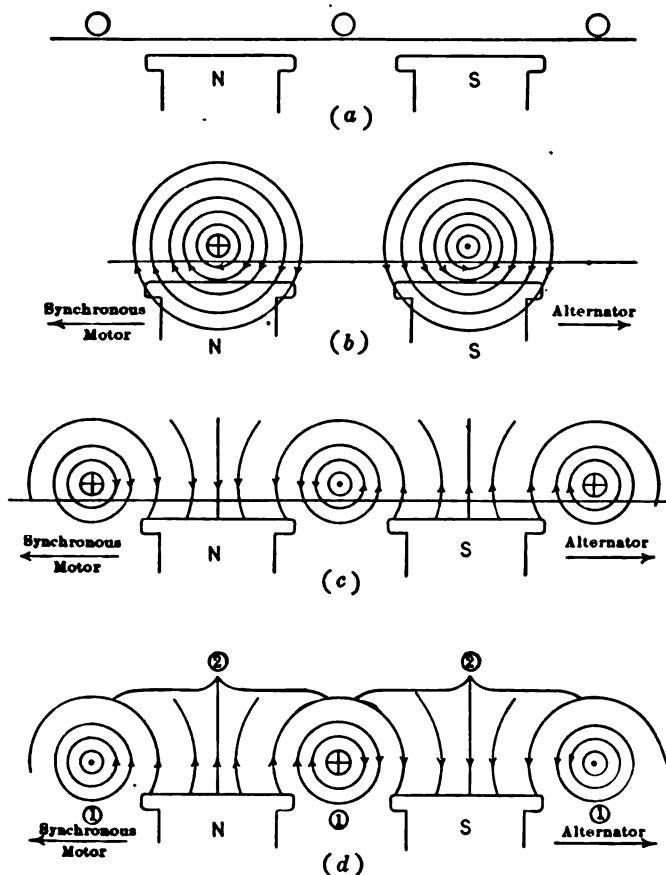 N S
(a)
Synchronous
Motor
Alternator
N (b) S
Synchronous
Motor
N
S
Alternator
(c)
② ②
① ① ①
Synchronous
Motor
N
S
Alternator
(d)